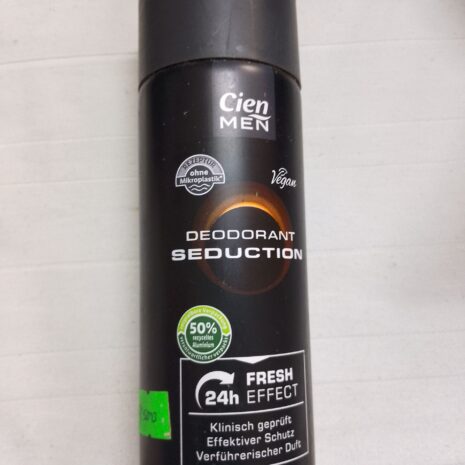 Cien
MEN
REZEPTUR
ohne
Mikroplastik*
Vegan
DEODORANT
SEDUCTION
50%
recyceltes
Aluminium
24h
FRESH
EFFECT
Klinisch geprüft
Effektiver Schutz
Verführerischer Duft